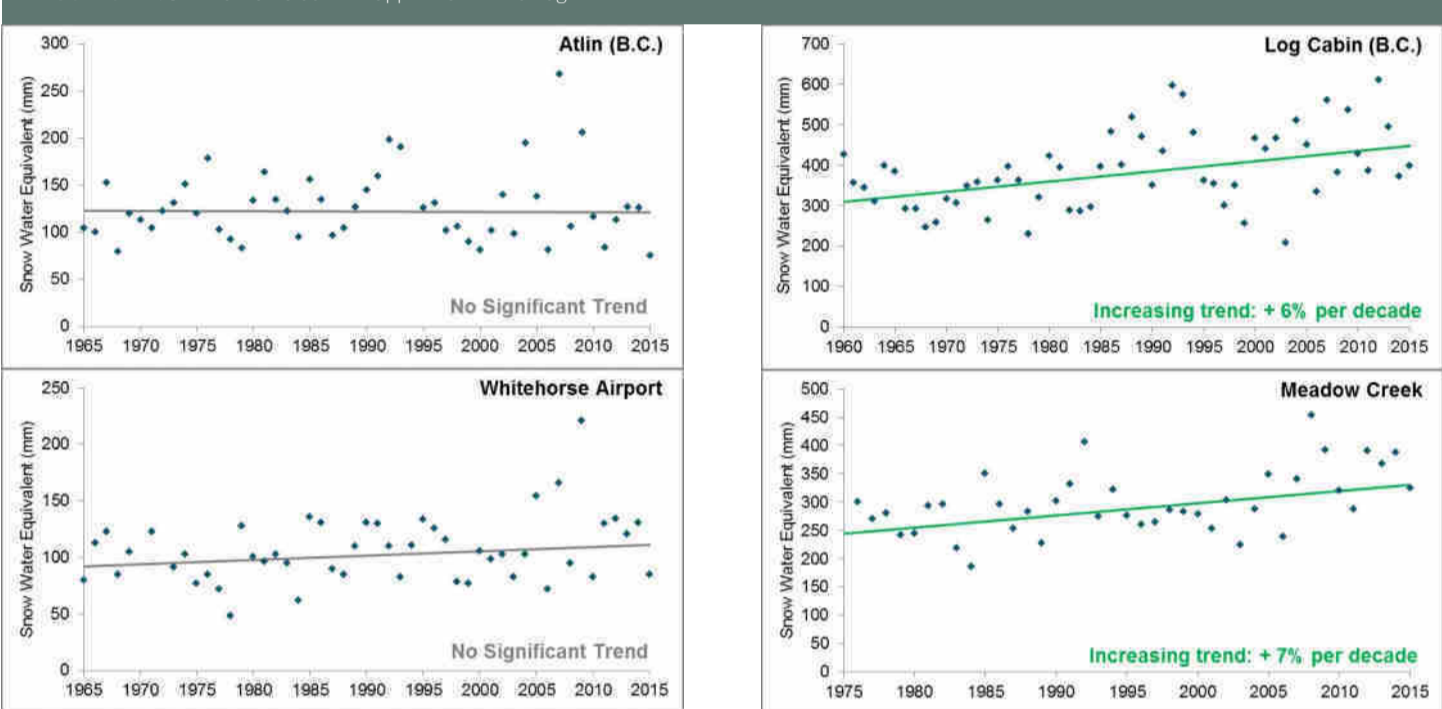 Atlin (B.C.)
Snow Water Equivalent (mm)
300
250
200
150
100
50
0
No Significant Trend
1965 1970 1975 1980 1985 1990 1995 2000 2005 2010 2015
Log Cabin (B.C.)
Snow Water Equivalent (mm)
700
600
500
400
300
200
100
0
Increasing trend: + 6% per decade
1960 1965 1970 1975 1980 1985 1990 1995 2000 2005 2010 2015
Whitehorse Airport
Snow Water Equivalent (mm)
250
200
150
100
50
0
No Significant Trend
1965 1970 1975 1980 1985 1990 1995 2000 2005 2010 2015
Meadow Creek
Snow Water Equivalent (mm)
500
450
400
350
300
250
200
150
100
50
0
Increasing trend: + 7% per decade
1975 1980 1985 1990 1995 2000 2005 2010 2015